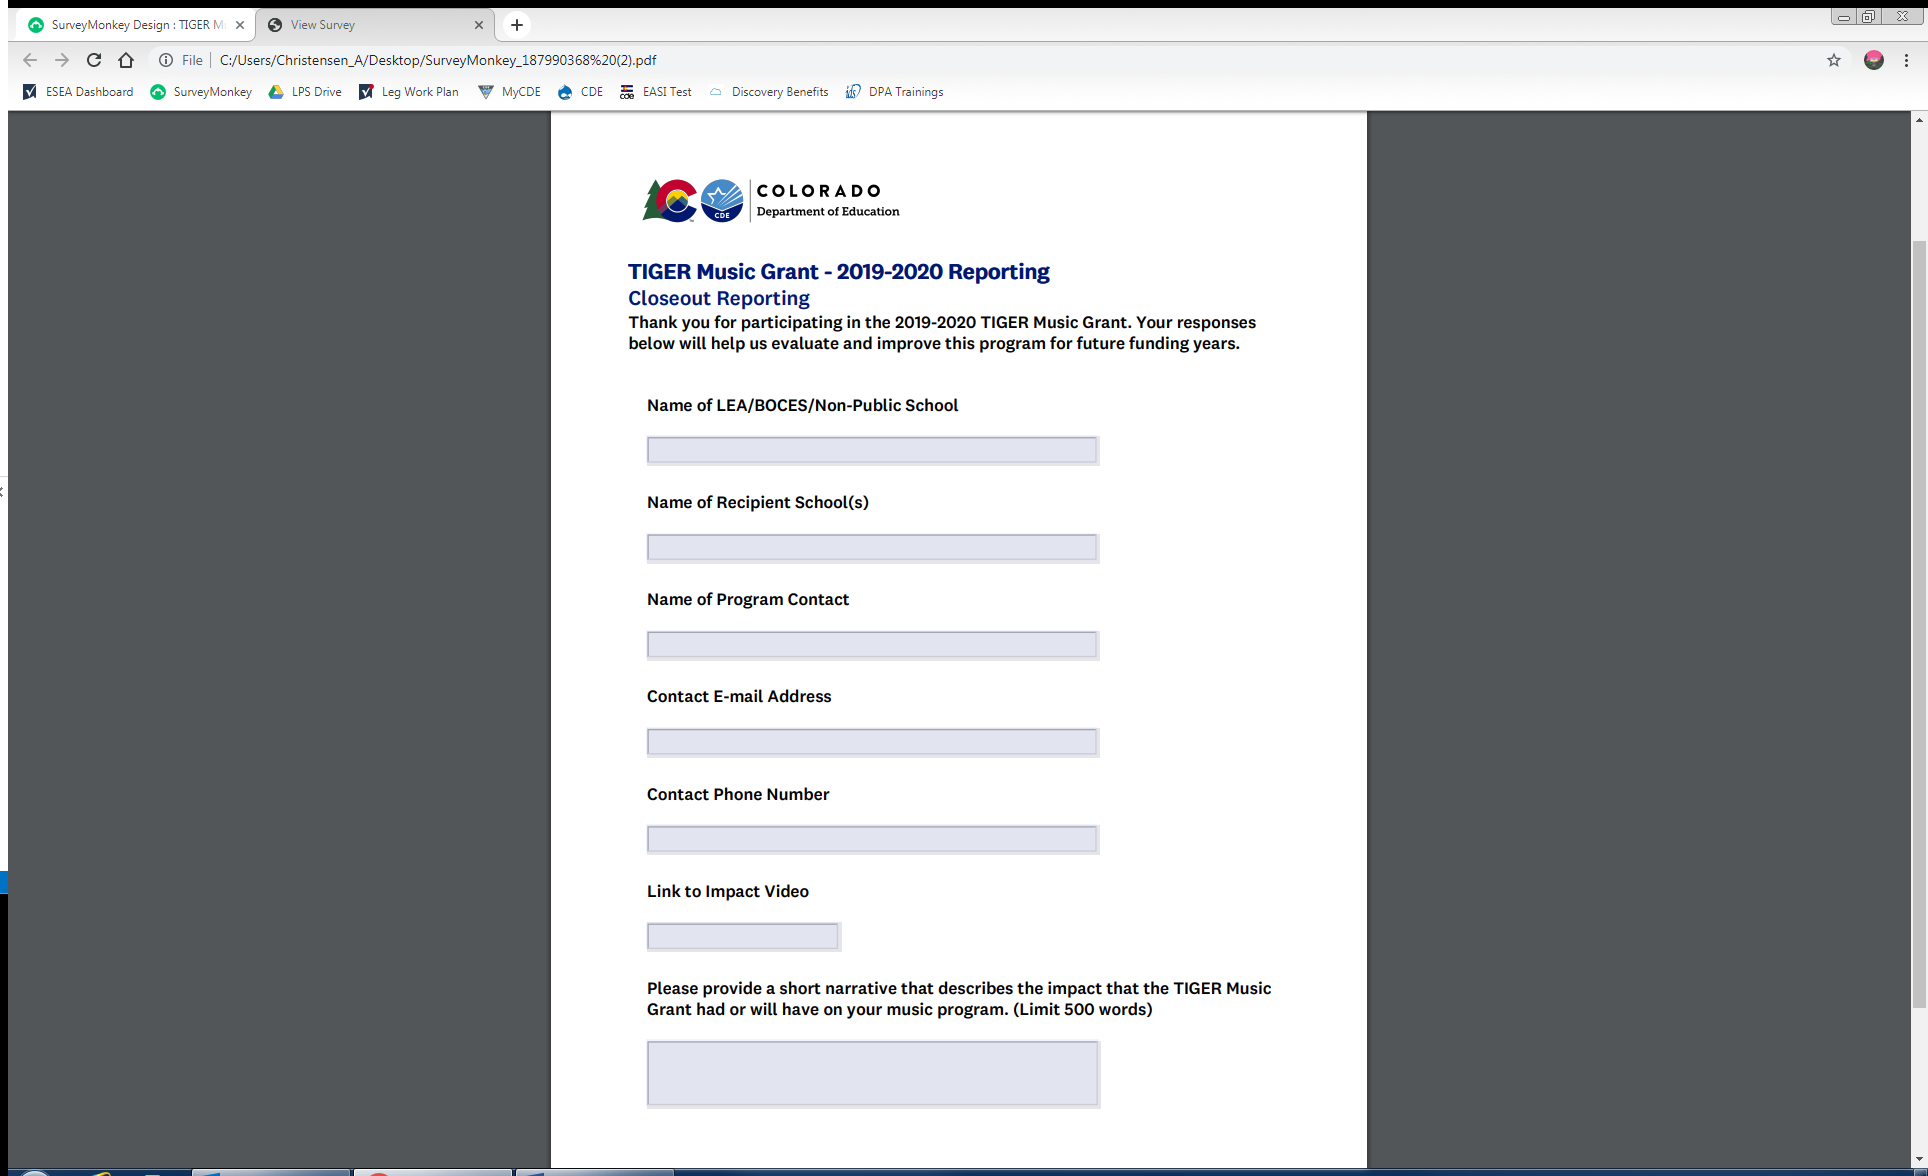 SurveyMonkey Design : TIGER M
View Survey
File
C:/Users/Christensen_A/Desktop/SurveyMonkey_187990368%20(2).pdf
ESEA Dashboard
SurveyMonkey
LPS Drive
Leg Work Plan
MyCDE
CDE
EASI Test
Discovery Benefits
DPA Trainings
CDE
COLORADO
Department of Education
TIGER Music Grant - 2019-2020 Reporting
Closeout Reporting
Thank you for participating in the 2019-2020 TIGER Music Grant. Your responses
below will help us evaluate and improve this program for future funding years.
Name of LEA/BOCES/Non-Public School
Name of Recipient School(s)
Name of Program Contact
Contact E-mail Address
Contact Phone Number
Link to Impact Video
Please provide a short narrative that describes the impact that the TIGER Music
Grant had or will have on your music program. (Limit 500 words)